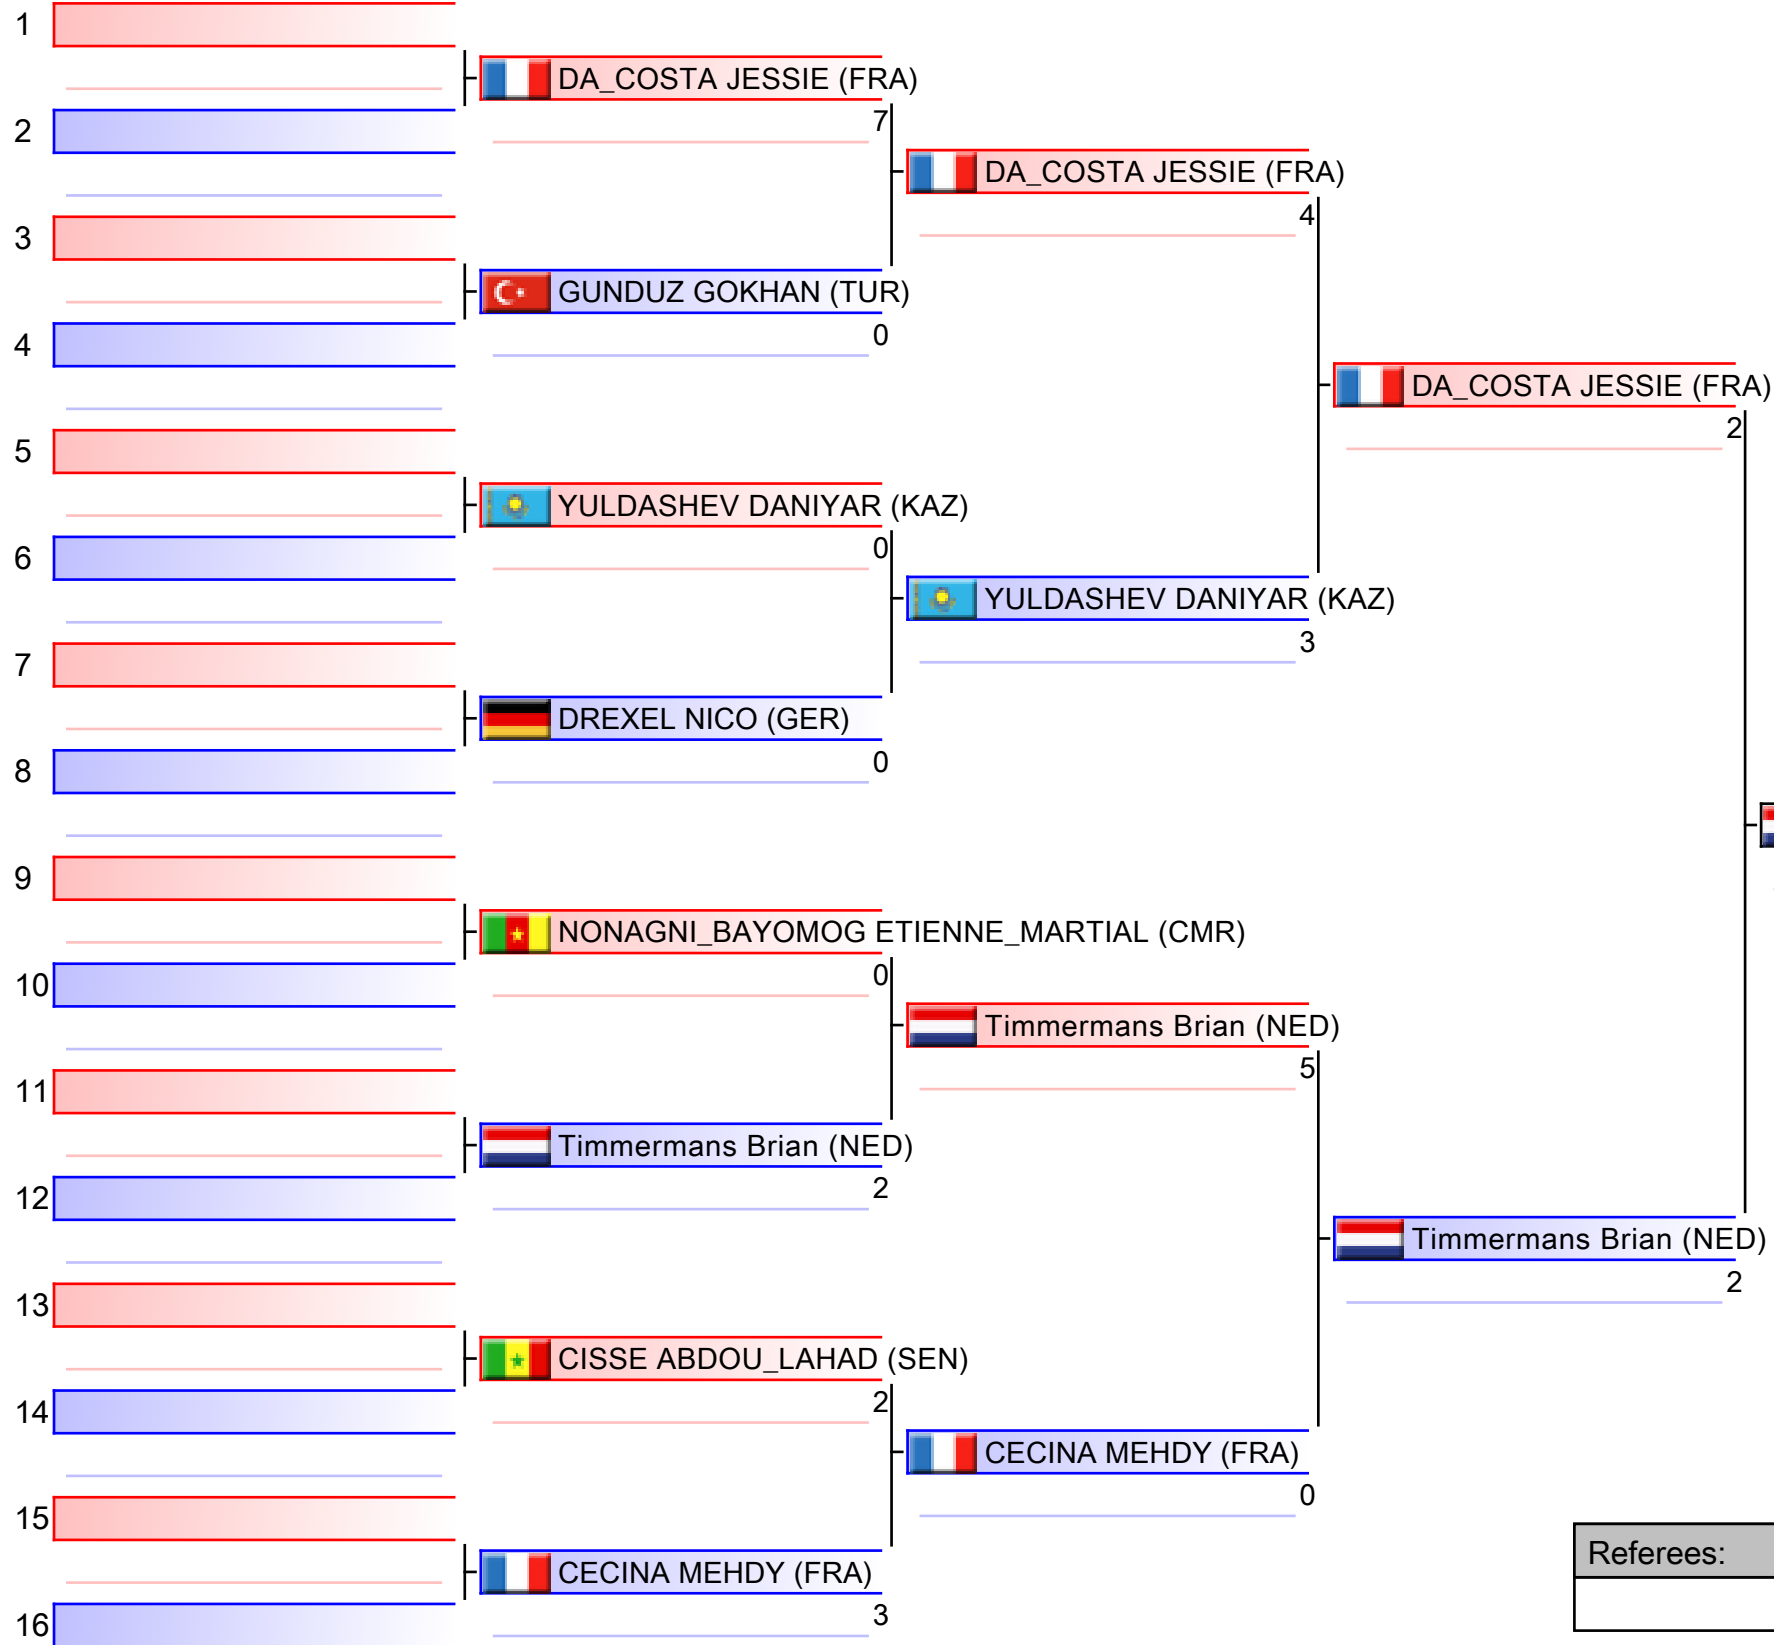 1
DA_COSTA JESSIE (FRA)
7
2
DA_COSTA JESSIE (FRA)
4
3
GUNDUZ GOKHAN (TUR)
0
4
DA_COSTA JESSIE (FRA)
2
5
YULDASHEV DANIYAR (KAZ)
0
6
YULDASHEV DANIYAR (KAZ)
3
7
DREXEL NICO (GER)
0
8
9
NONAGNI_BAYOMOG ETIENNE_MARTIAL (CMR)
0
10
Timmermans Brian (NED)
5
11
Timmermans Brian (NED)
2
12
Timmermans Brian (NED)
2
13
CISSE ABDOU_LAHAD (SEN)
2
14
CECINA MEHDY (FRA)
0
15
Referees:
CECINA MEHDY (FRA)
3
16